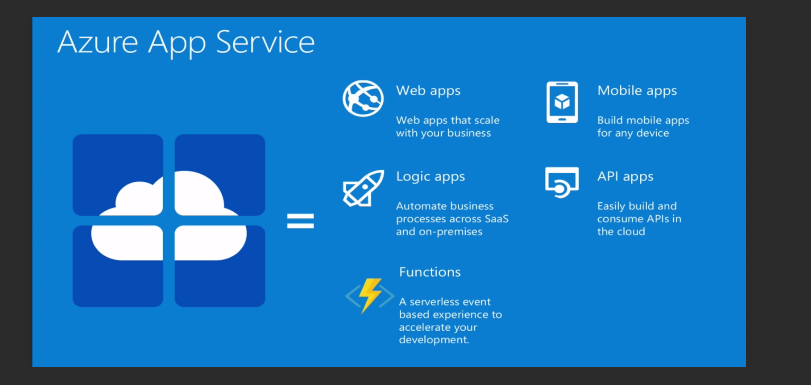 Azure App Service
Web apps
Web apps that scale
with your business
Mobile apps
Build mobile apps
for any device
Logic apps
Automate business
processes across SaaS
and on-premises
API apps
Easily build and
consume APIs in
the cloud
=
Functions
A serverless event
based experience to
accelerate your
development.